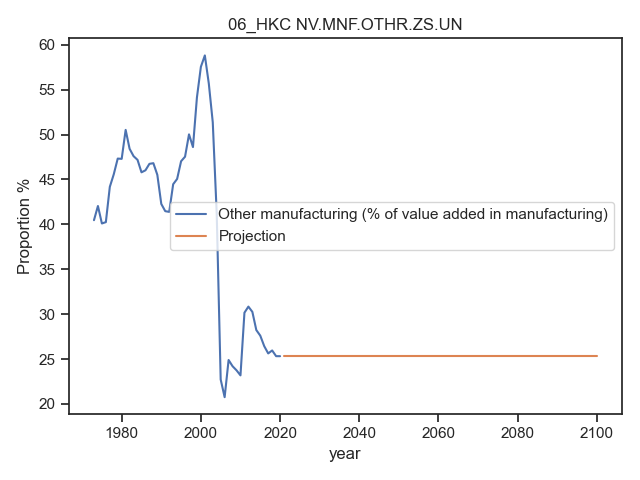 06_HKC NV.MNF.OTHR.ZS.UN
60
55
50
45
40
35
30
25
20
Proportion %
Other manufacturing (% of value added in manufacturing)
Projection
1980 2000 2020 2040 2060 2080 2100
year